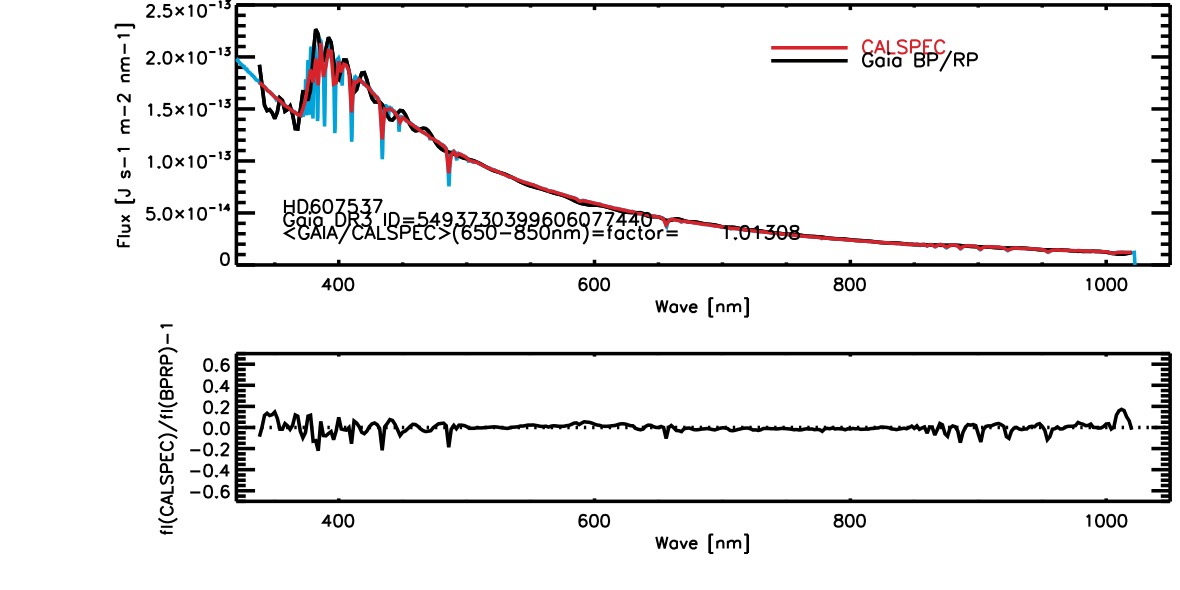 2.5×10−13
2.0×10−13
1.5×10−13
1.0×10−13
5.0×10−14
0
Flux [J s−1 m−2 nm−1]
CALSPEC
Gaia BP/RP
HD607537
Gaia DR3 ID=5493730399606077440
<GAIA/CALSPEC>(650−850nm)=factor= 1.01308
400 600 800 1000
Wave [nm]
fl(CALSPEC)/fl(BPRP)−1
0.6
0.4
0.2
0.0
−0.2
−0.4
−0.6
400 600 800 1000
Wave [nm]